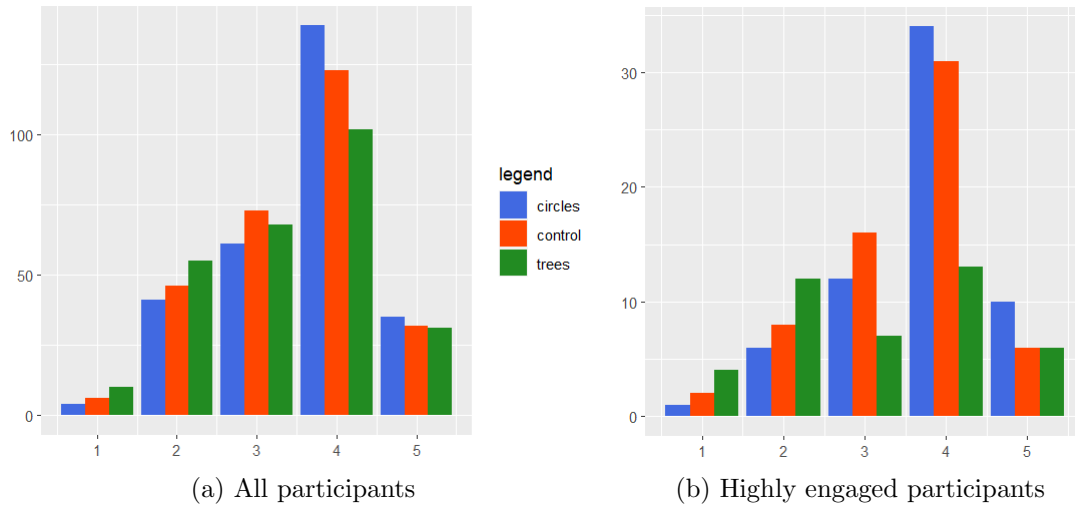 100
50
0
1 2 3 4 5
(a) All participants
legend
circles
control
trees
30
20
10
0
1 2 3 4 5
(b) Highly engaged participants